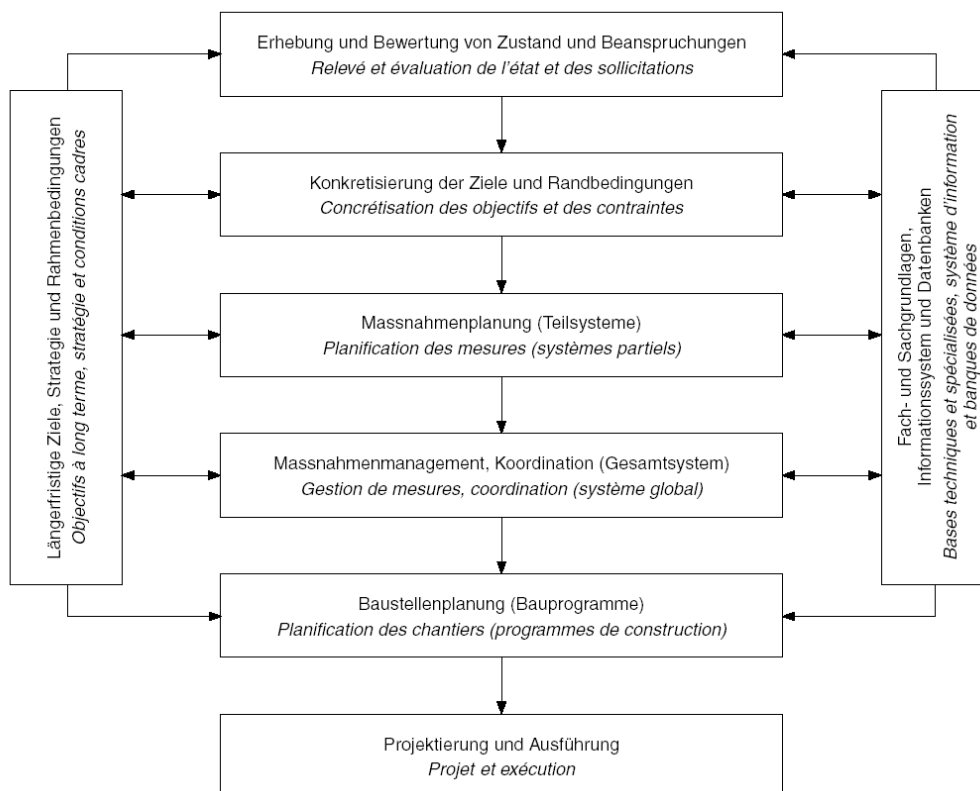 Erhebung und Bewertung von Zustand und Beanspruchungen
Relevé et évaluation de l'état et des sollicitations
Längerfristige Ziele, Strategie und Rahmenbedingungen
Objectifs à long terme, stratégie et conditions cadres
Konkretisierung der Ziele und Randbedingungen
Concrétisation des objectifs et des contraintes
Massnahmenplanung (Teilsysteme)
Planification des mesures (systèmes partiels)
Massnahmenmanagement, Koordination (Gesamtsystem)
Gestion de mesures, coordination (système global)
Baustellenplanung (Bauprogramme)
Planification des chantiers (programmes de construction)
Projektierung und Ausführung
Projet et exécution
Fach- und Sachgrundlagen,
Informationssystem und Datenbanken
Bases techniques et spécialisées, système d'information
et banques de données